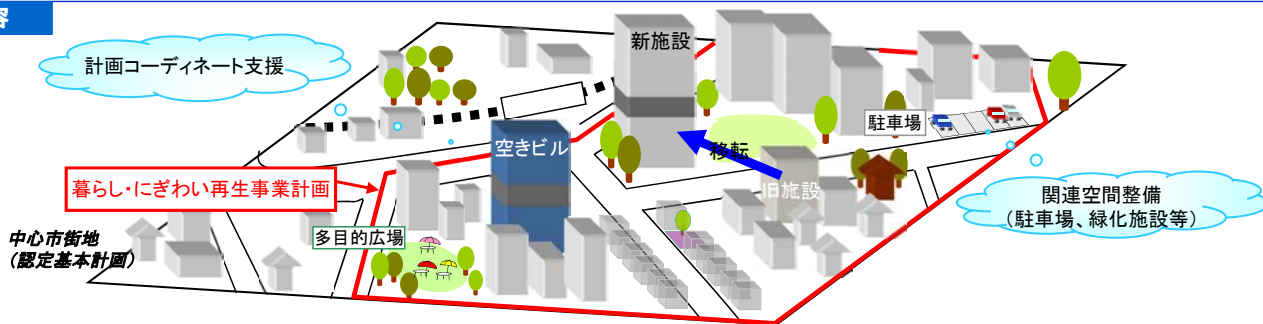 容
新施設
計画コーディネート支援
駐車場
空きビル
移転
旧施設
暮らし・にぎわい再生事業計画
関連空間整備
（駐車場、緑化施設等）
多目的広場
中心市街地
（認定基本計画）